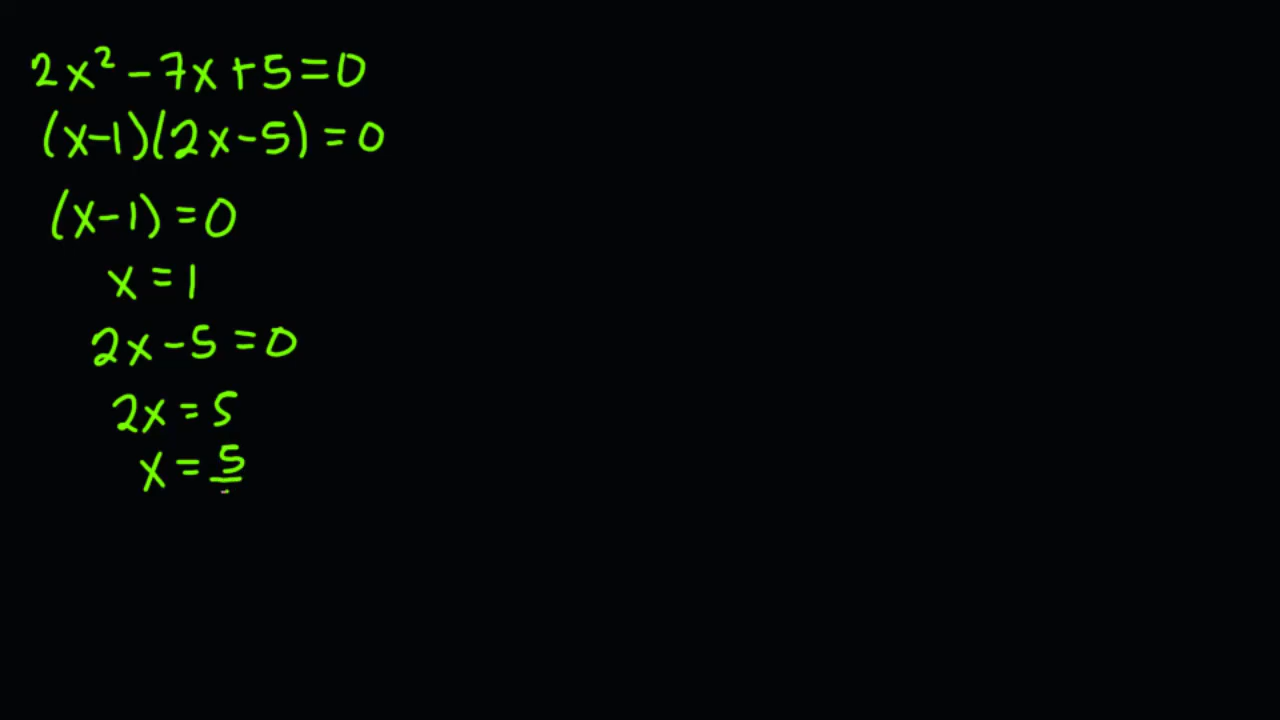 2x² - 7x + 5 = 0
(x-1)(2x-5) = 0
(x-1) = 0
x = 1
2x - 5 = 0
2x = 5
x = 5/